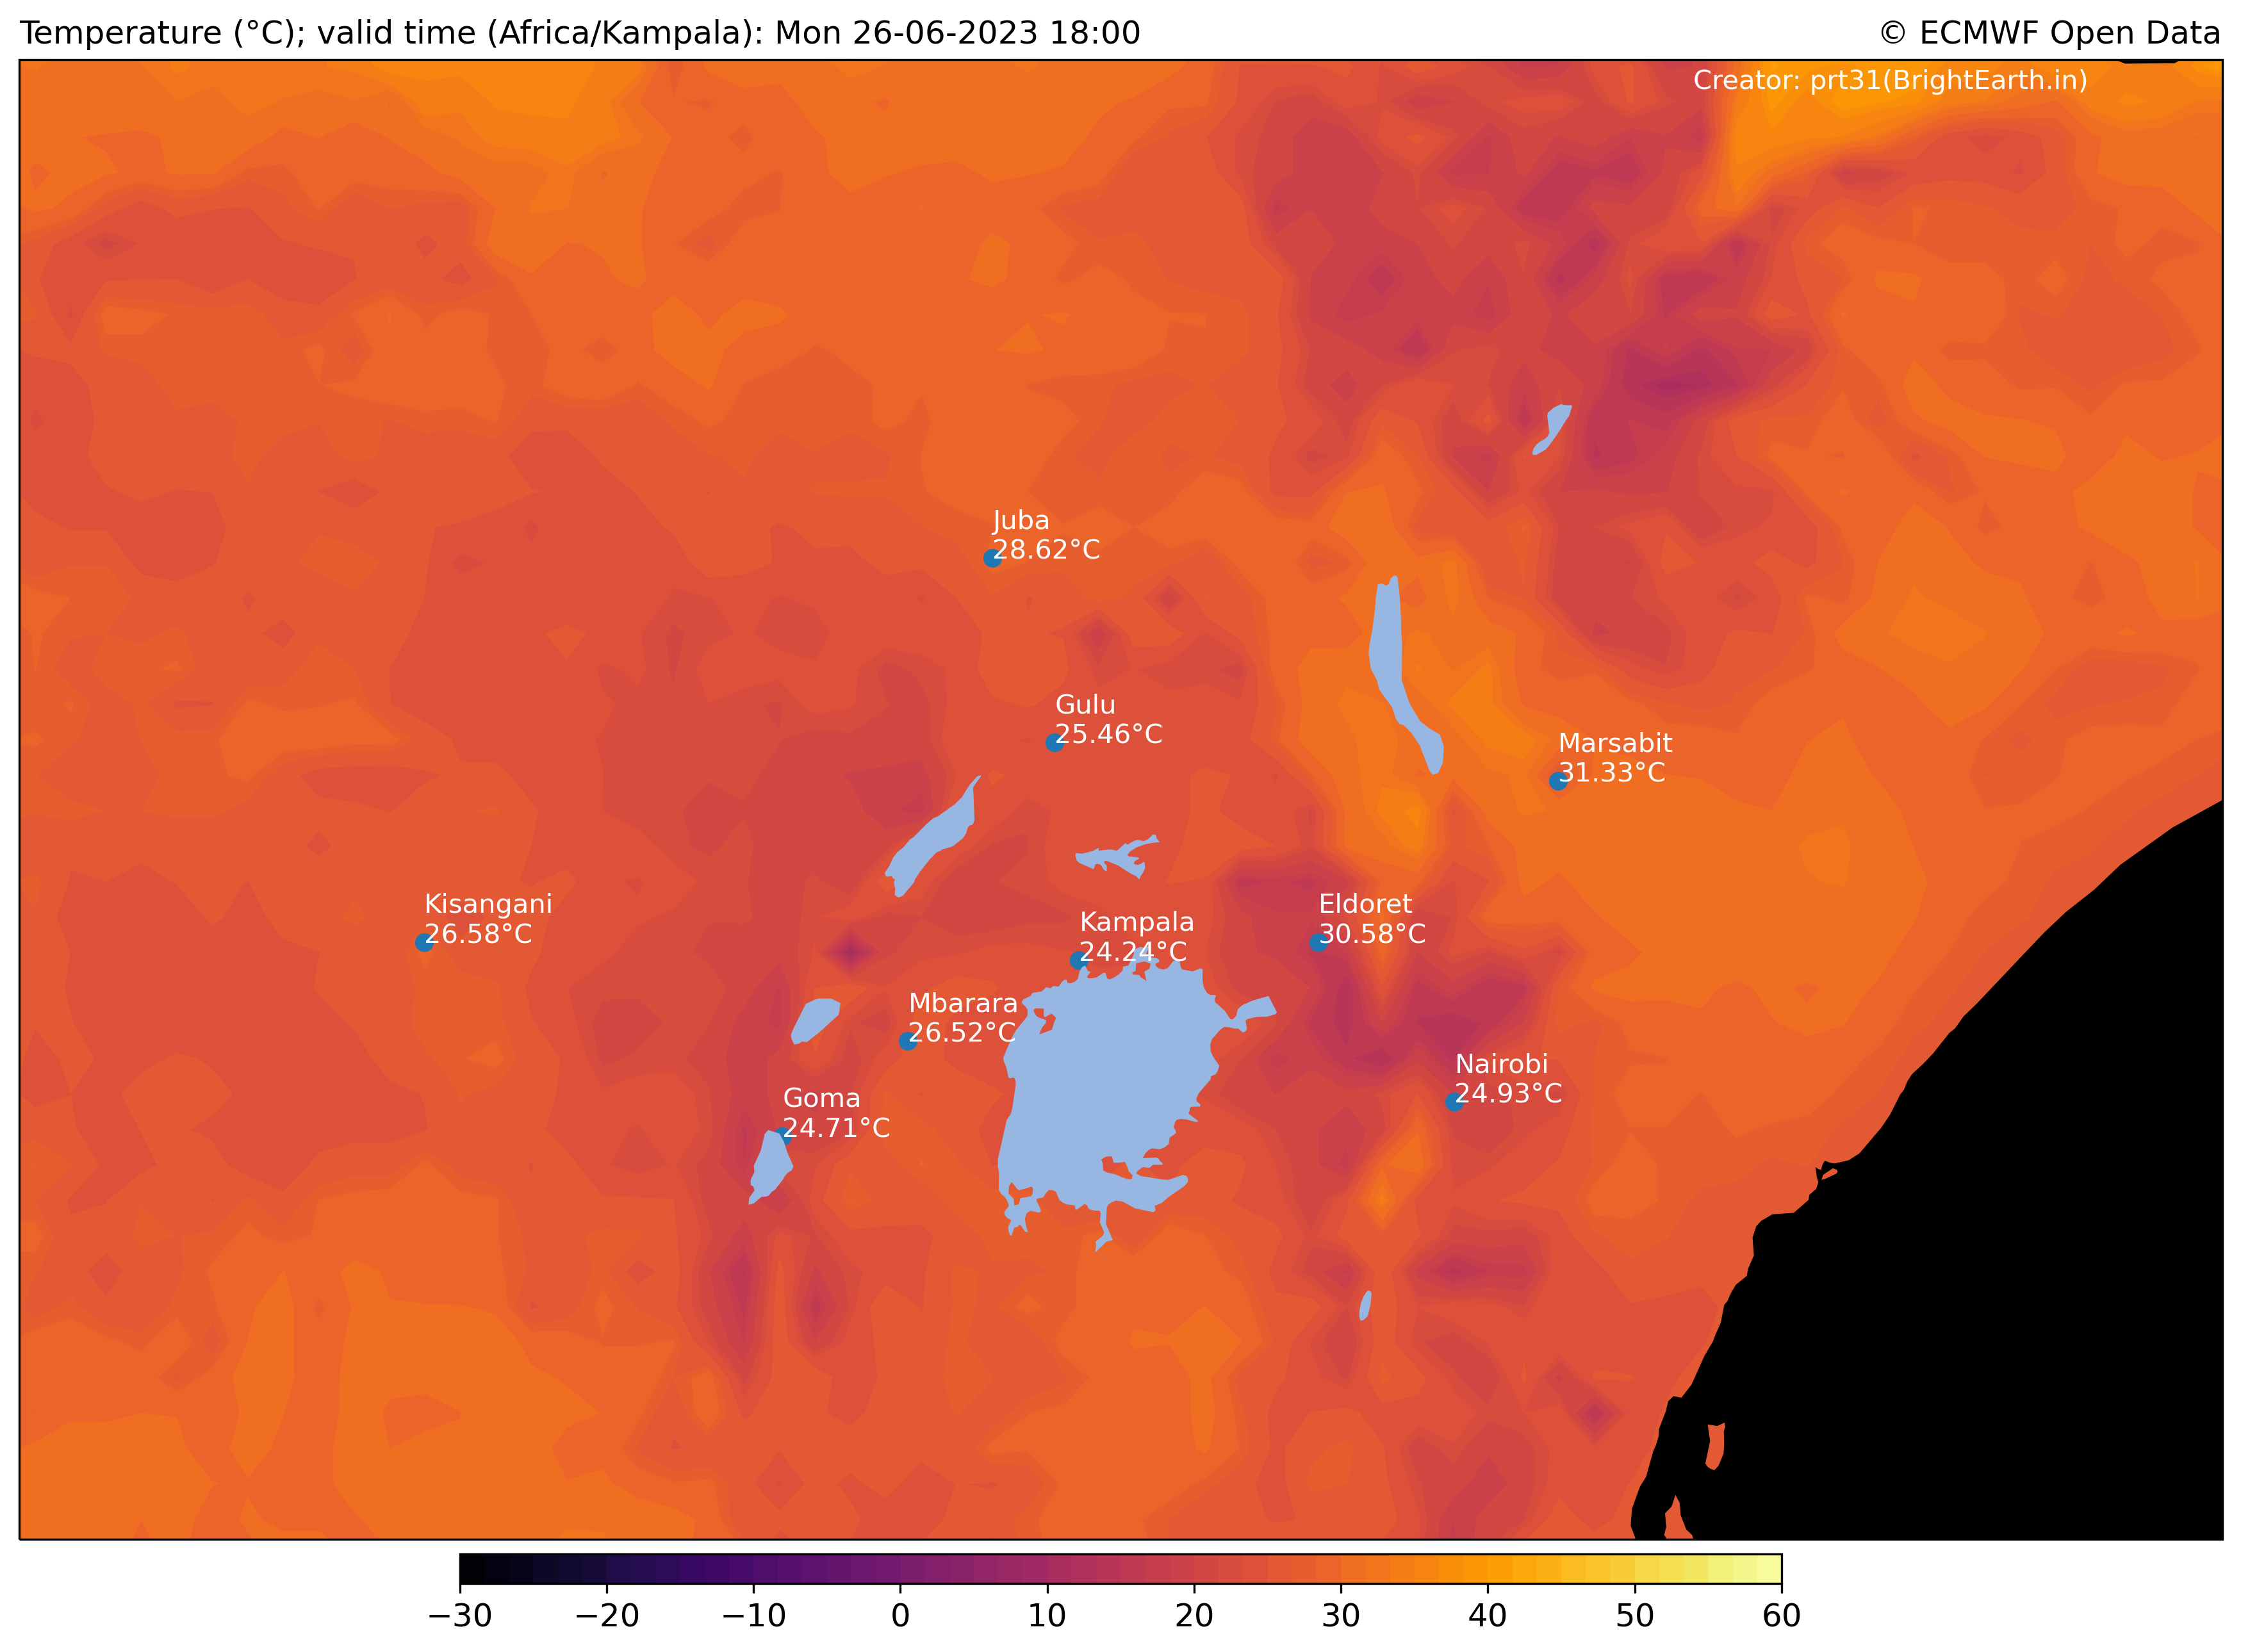 Temperature (°C); valid time (Africa/Kampala): Mon 26-06-2023 18:00
© ECMWF Open Data
Creator: prt31(BrightEarth.in)
Juba
28.62°C
Gulu
25.46°C
Marsabit
31.33°C
Kisangani
26.58°C
Eldoret
30.58°C
Kampala
24.24°C
Mbarara
26.52°C
Nairobi
24.93°C
Goma
24.71°C
−30 −20 −10 0 10 20 30 40 50 60